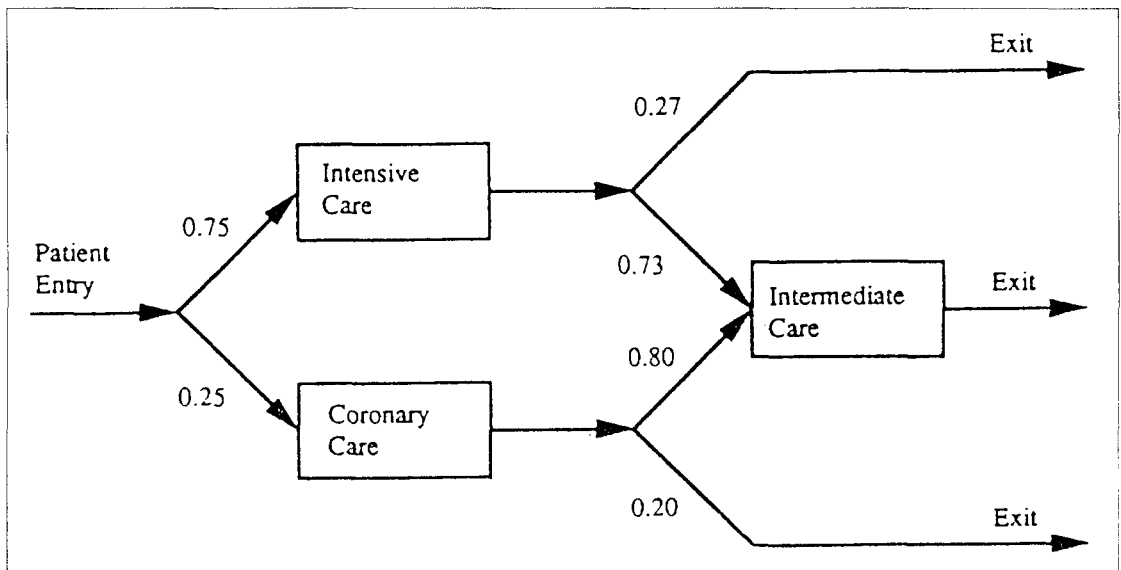 Exit
0.27
Intensive
Care
0.75
Patient
Entry
0.73
Intermediate
Care
Exit
0.80
0.25
Coronary
Care
0.20
Exit